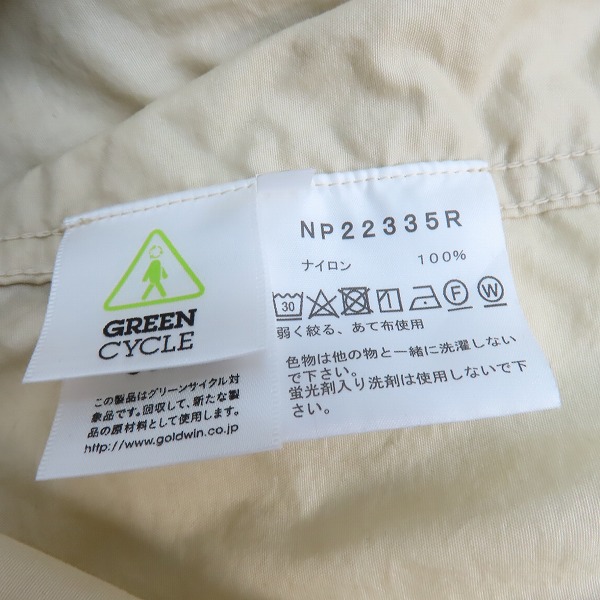 GREEN
CYCLE
この製品はグリーンサイクル対
象品です。回収して、新たな製
品の原材料として使用します。
http://www.goldwin.co.jp
NP22335R
ナイロン 100%
30 F W
弱く絞る、あて布使用
色物は他の物と一緒に洗濯しない
で下さい。
蛍光剤入り洗剤は使用しないで下
さい。